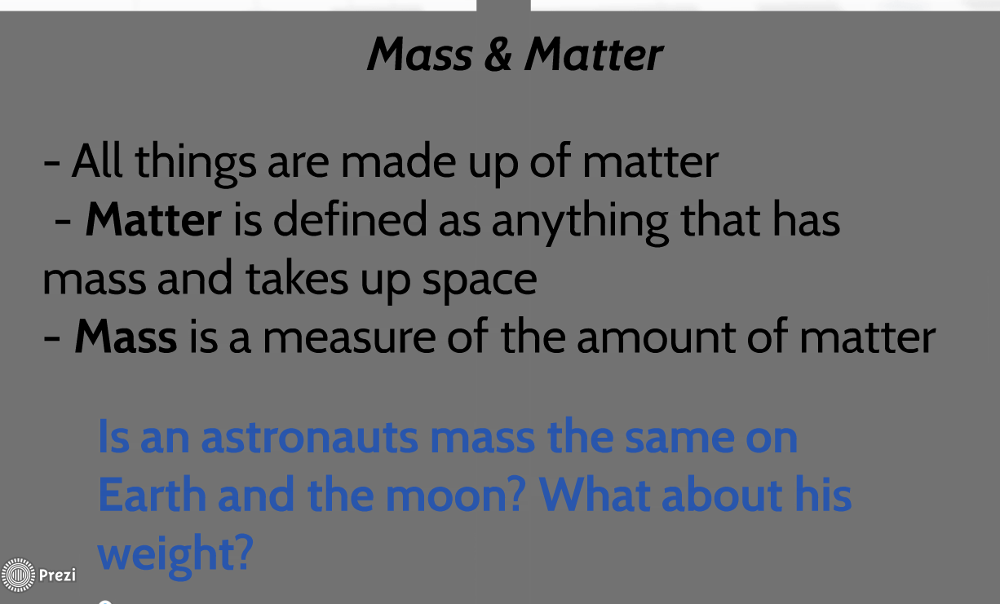 Mass & Matter
- All things are made up of matter
- Matter is defined as anything that has
mass and takes up space
- Mass is a measure of the amount of matter
Is an astronauts mass the same on
Earth and the moon? What about his
weight?
Prezi